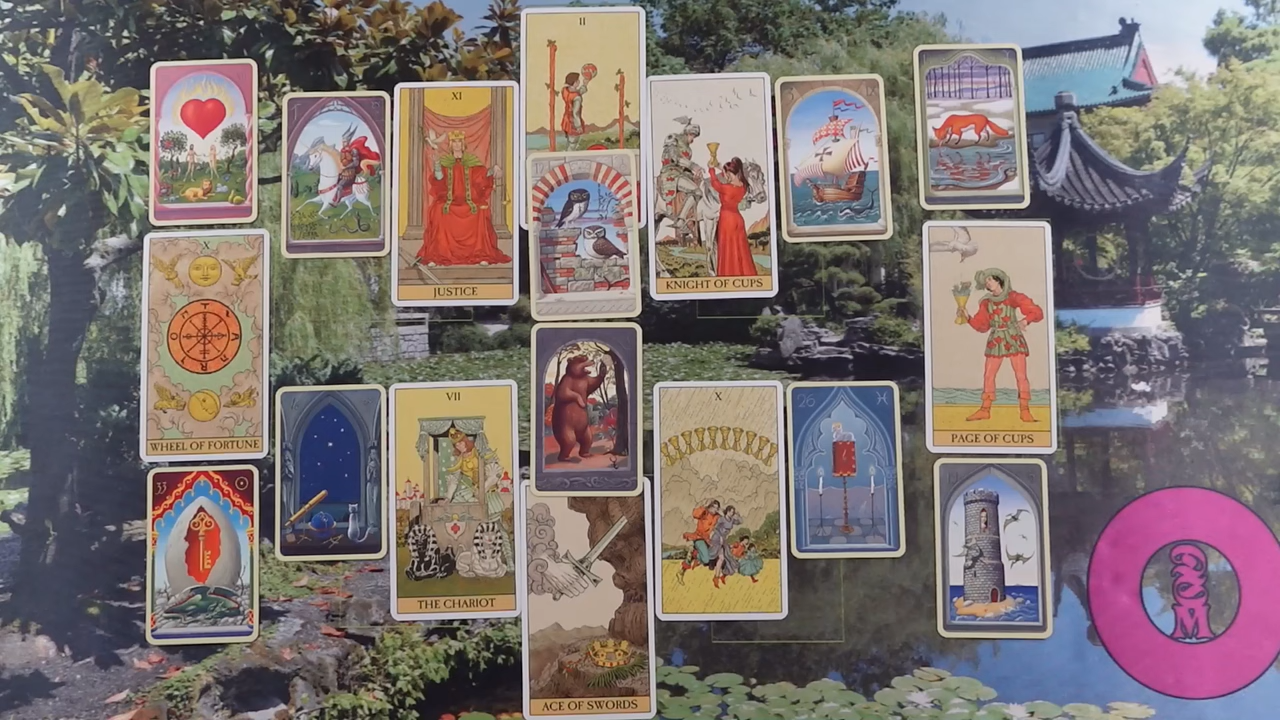 II
XI
JUSTICE
KNIGHT OF CUPS
X
T
A
R
O
WHEEL OF FORTUNE
PAGE OF CUPS
VII
THE CHARIOT
X
26
33
ACE OF SWORDS